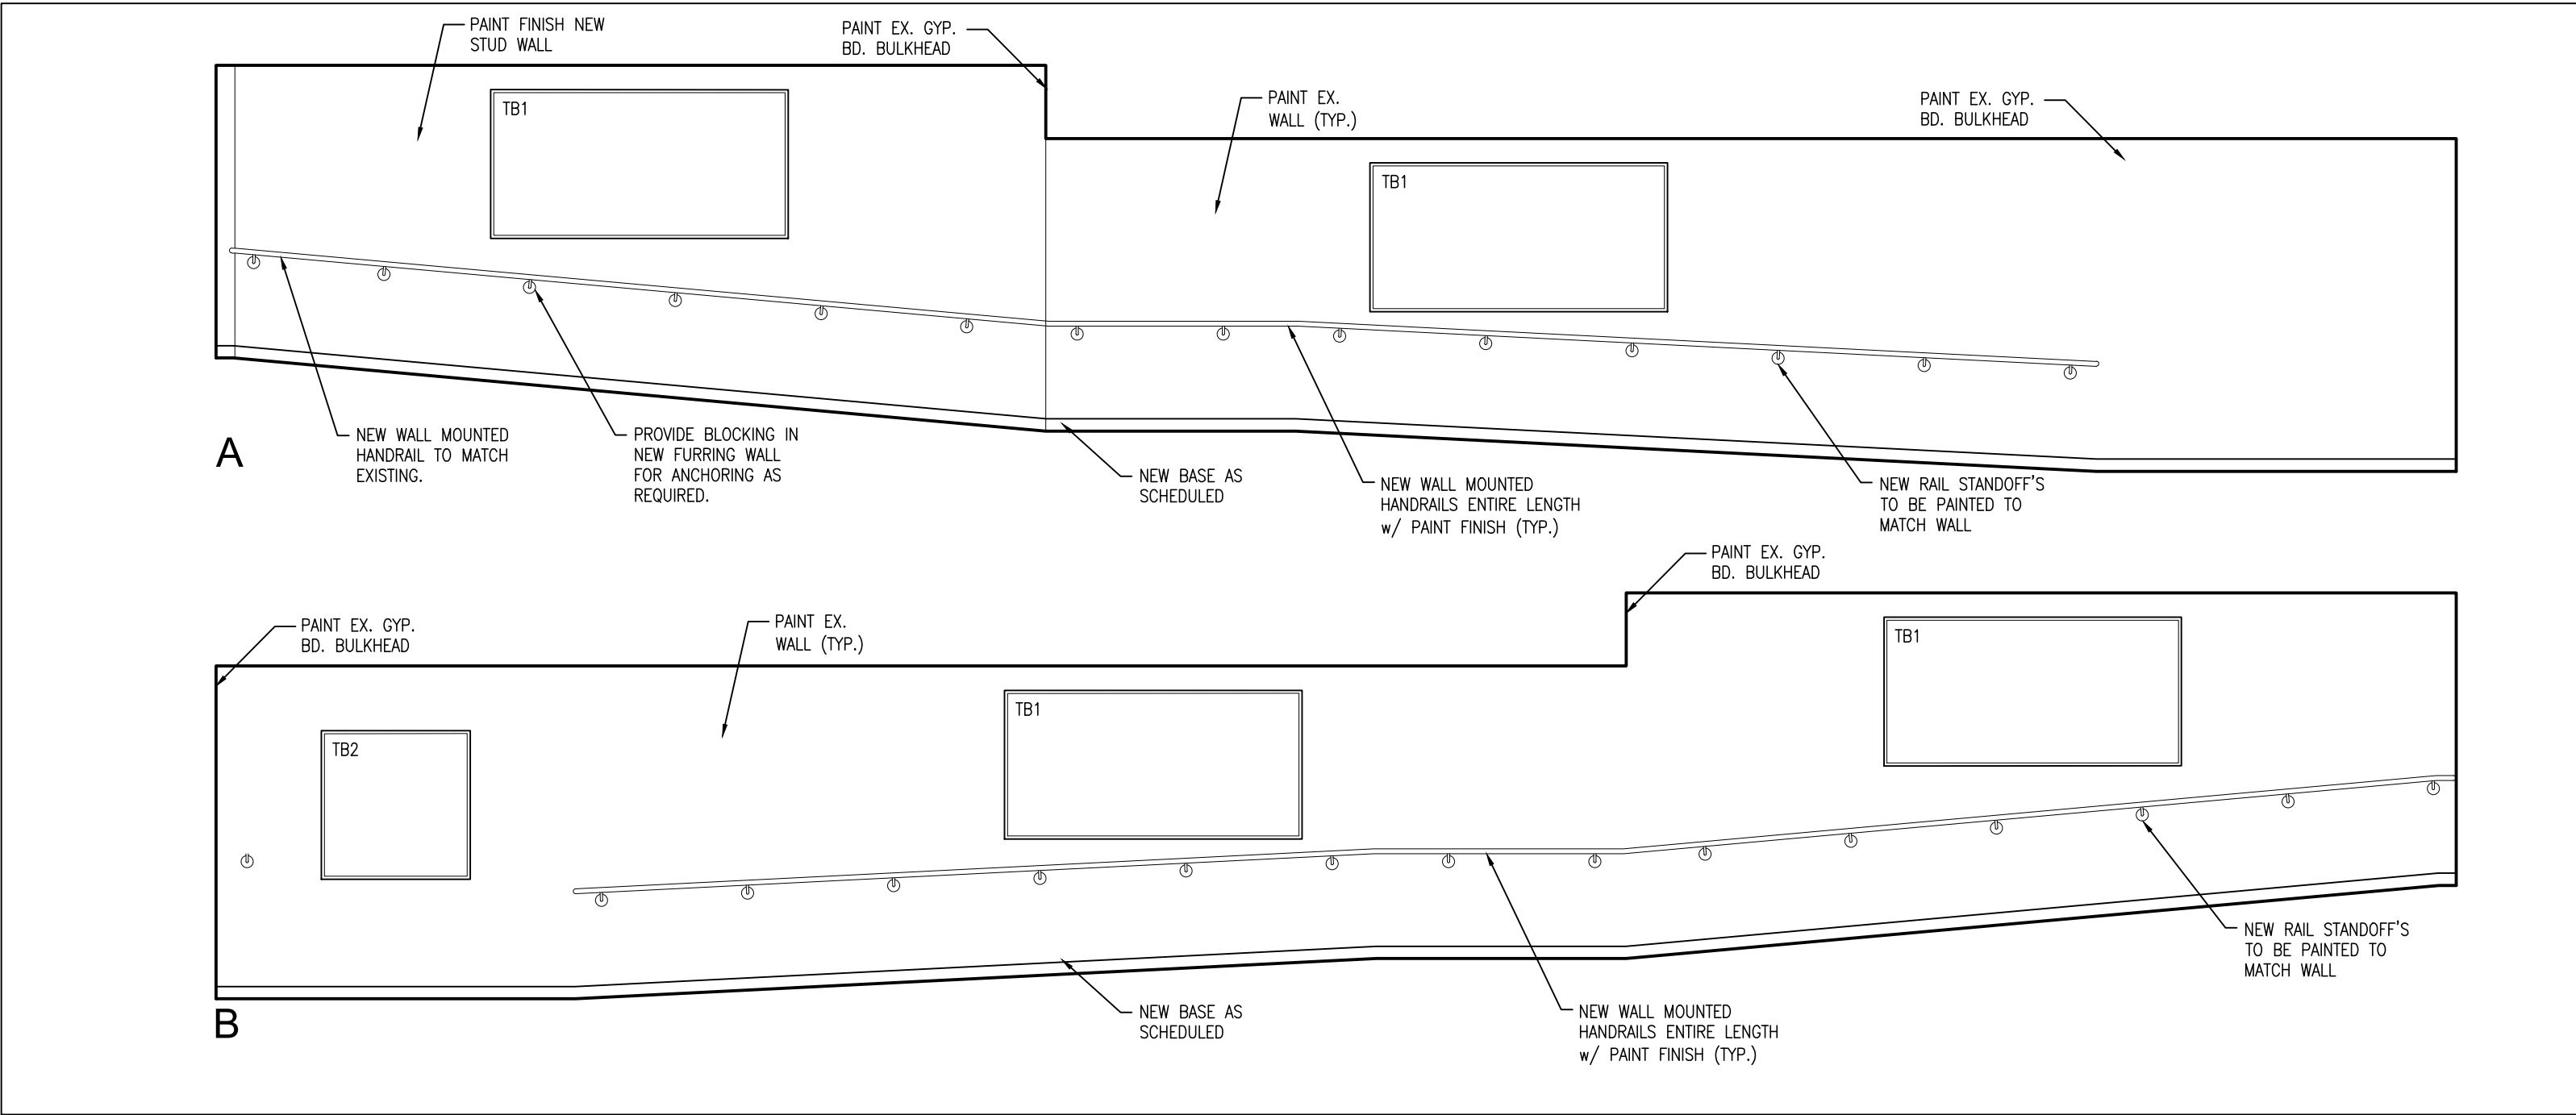 PAINT FINISH NEW
STUD WALL
PAINT EX. GYP.
BD. BULKHEAD
TB1
PAINT EX.
WALL (TYP.)
PAINT EX. GYP.
BD. BULKHEAD
TB1
A
NEW WALL MOUNTED
HANDRAIL TO MATCH
EXISTING.
PROVIDE BLOCKING IN
NEW FURRING WALL
FOR ANCHORING AS
REQUIRED.
NEW BASE AS
SCHEDULED
NEW WALL MOUNTED
HANDRAILS ENTIRE LENGTH
w/ PAINT FINISH (TYP.)
NEW RAIL STANDOFF'S
TO BE PAINTED TO
MATCH WALL
PAINT EX. GYP.
BD. BULKHEAD
PAINT EX. GYP.
BD. BULKHEAD
PAINT EX.
WALL (TYP.)
TB1
TB1
TB2
NEW RAIL STANDOFF'S
TO BE PAINTED TO
MATCH WALL
B
NEW BASE AS
SCHEDULED
NEW WALL MOUNTED
HANDRAILS ENTIRE LENGTH
w/ PAINT FINISH (TYP.)